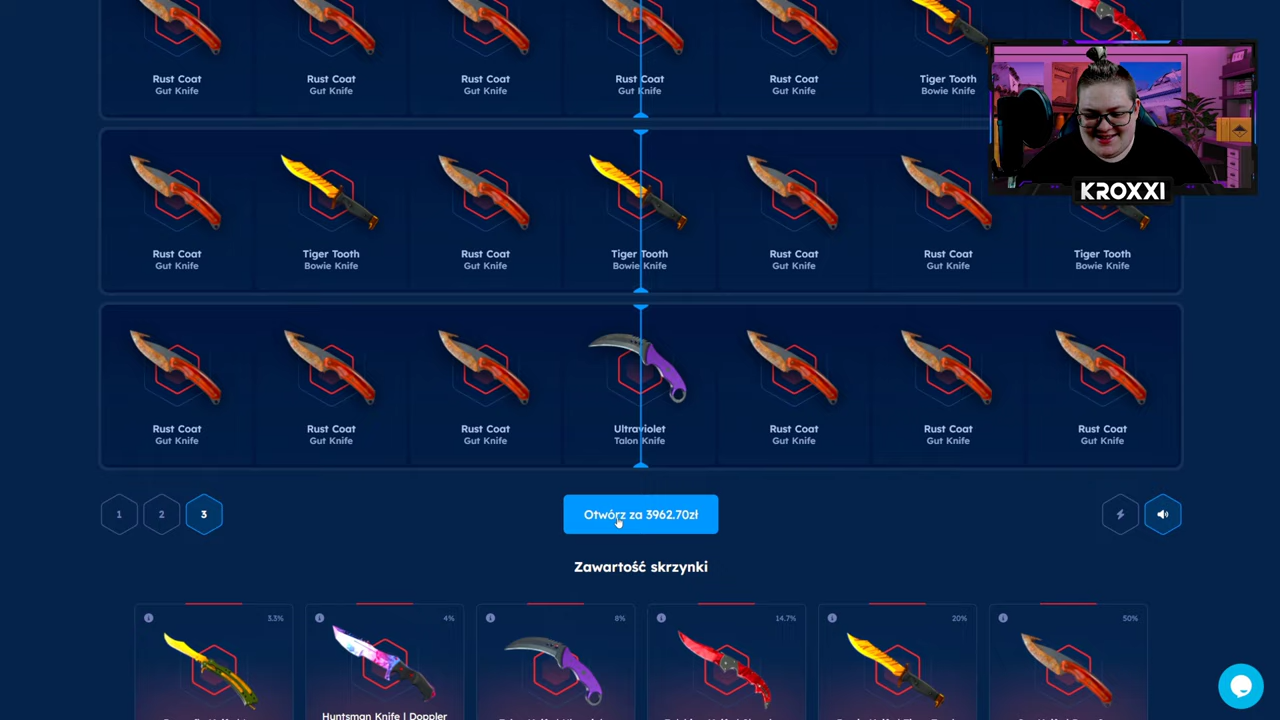 Rust Coat
Gut Knife
Rust Coat
Gut Knife
Rust Coat
Gut Knife
Rust Coat
Gut Knife
Rust Coat
Gut Knife
Tiger Tooth
Bowie Knife
KROXXI
Rust Coat
Gut Knife
Tiger Tooth
Bowie Knife
Rust Coat
Gut Knife
Tiger Tooth
Bowie Knife
Rust Coat
Gut Knife
Rust Coat
Gut Knife
Tiger Tooth
Bowie Knife
Rust Coat
Gut Knife
Rust Coat
Gut Knife
Rust Coat
Gut Knife
Ultraviolet
Talon Knife
Rust Coat
Gut Knife
Rust Coat
Gut Knife
Rust Coat
Gut Knife
1
2
3
Otwórz za 3962.70zł
Zawartość skrzynki
3.3%
4%
8%
14.7%
20%
50%
Huntsman Knife | Doppler